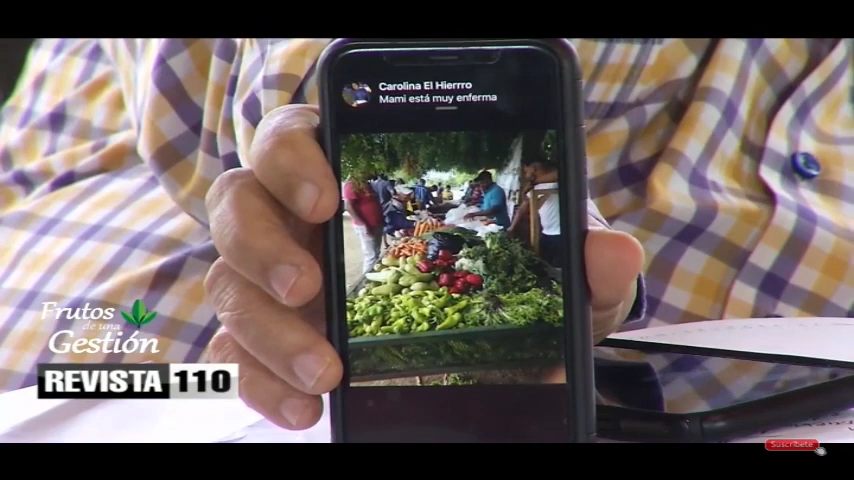 Carolina El Hierrro
Mami está muy enferma
Frutos
de una
Gestión
REVISTA 110
Suscríbete